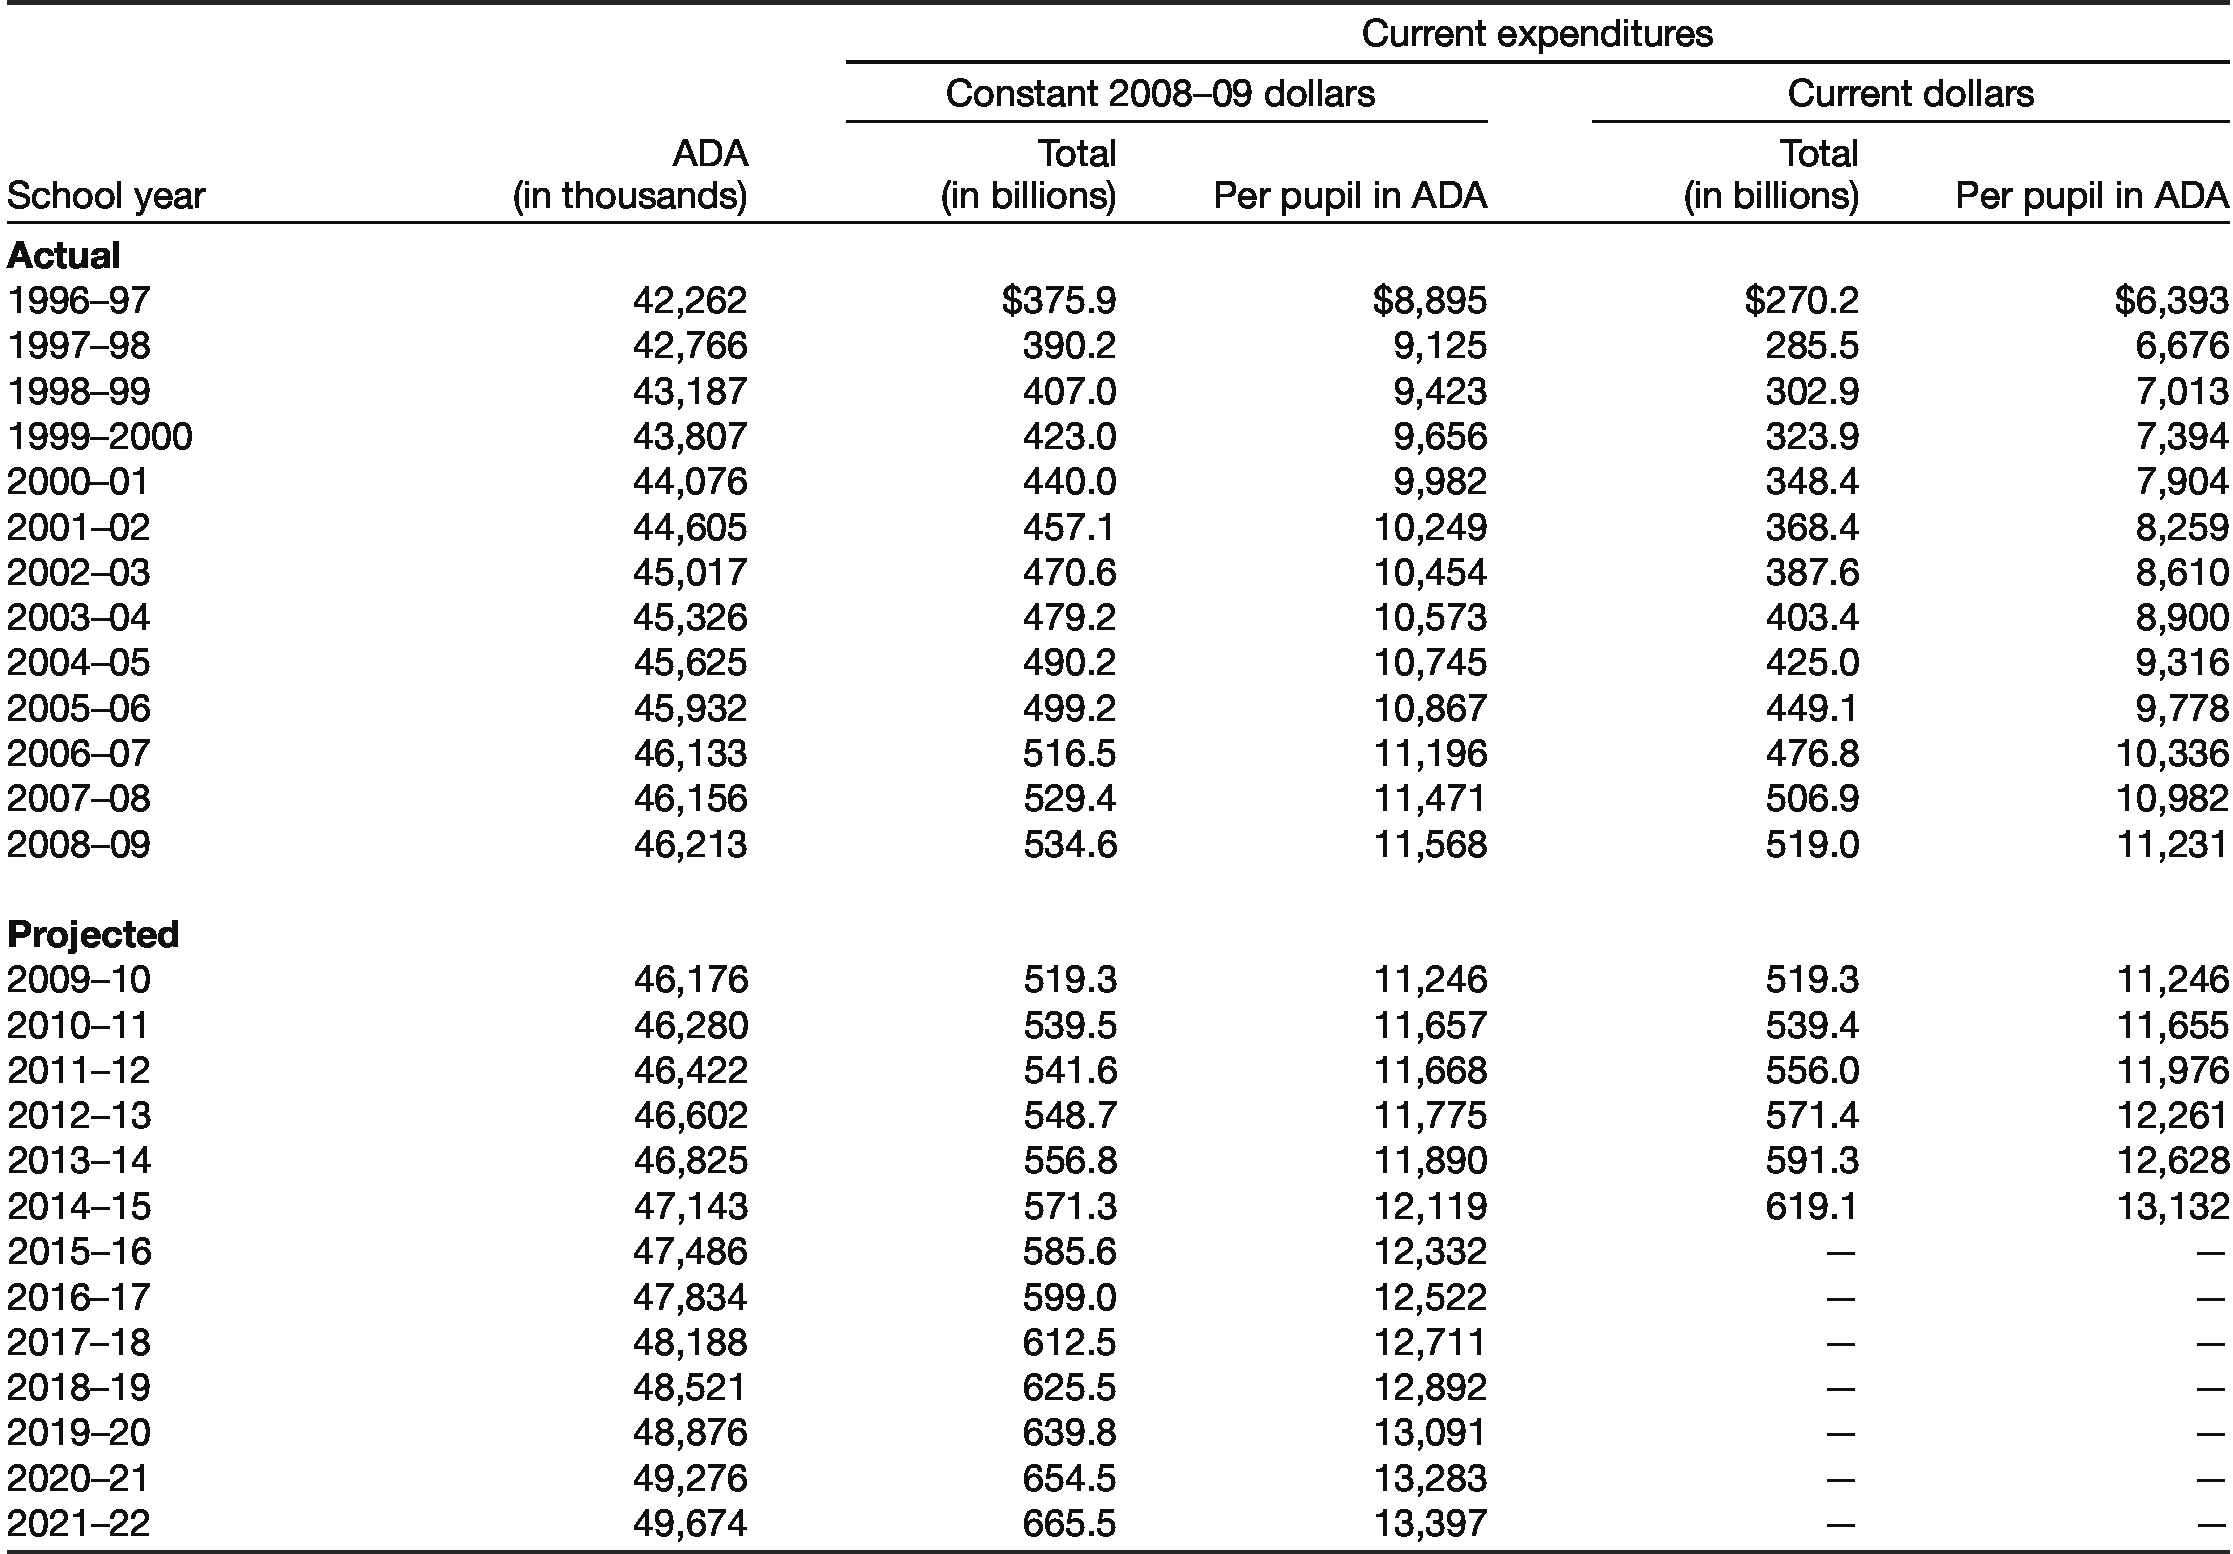 Current expenditures
Constant 2008–09 dollars Current dollars
ADA Total Total
School year (in thousands) (in billions) Per pupil in ADA (in billions) Per pupil in ADA
Actual
1996–97 42,262 $375.9 $8,895 $270.2 $6,393
1997–98 42,766 390.2 9,125 285.5 6,676
1998–99 43,187 407.0 9,423 302.9 7,013
1999–2000 43,807 423.0 9,656 323.9 7,394
2000–01 44,076 440.0 9,982 348.4 7,904
2001–02 44,605 457.1 10,249 368.4 8,259
2002–03 45,017 470.6 10,454 387.6 8,610
2003–04 45,326 479.2 10,573 403.4 8,900
2004–05 45,625 490.2 10,745 425.0 9,316
2005–06 45,932 499.2 10,867 449.1 9,778
2006–07 46,133 516.5 11,196 476.8 10,336
2007–08 46,156 529.4 11,471 506.9 10,982
2008–09 46,213 534.6 11,568 519.0 11,231
Projected
2009–10 46,176 519.3 11,246 519.3 11,246
2010–11 46,280 539.5 11,657 539.4 11,655
2011–12 46,422 541.6 11,668 556.0 11,976
2012–13 46,602 548.7 11,775 571.4 12,261
2013–14 46,825 556.8 11,890 591.3 12,628
2014–15 47,143 571.3 12,119 619.1 13,132
2015–16 47,486 585.6 12,332 — —
2016–17 47,834 599.0 12,522 — —
2017–18 48,188 612.5 12,711 — —
2018–19 48,521 625.5 12,892 — —
2019–20 48,876 639.8 13,091 — —
2020–21 49,276 654.5 13,283 — —
2021–22 49,674 665.5 13,397 — —